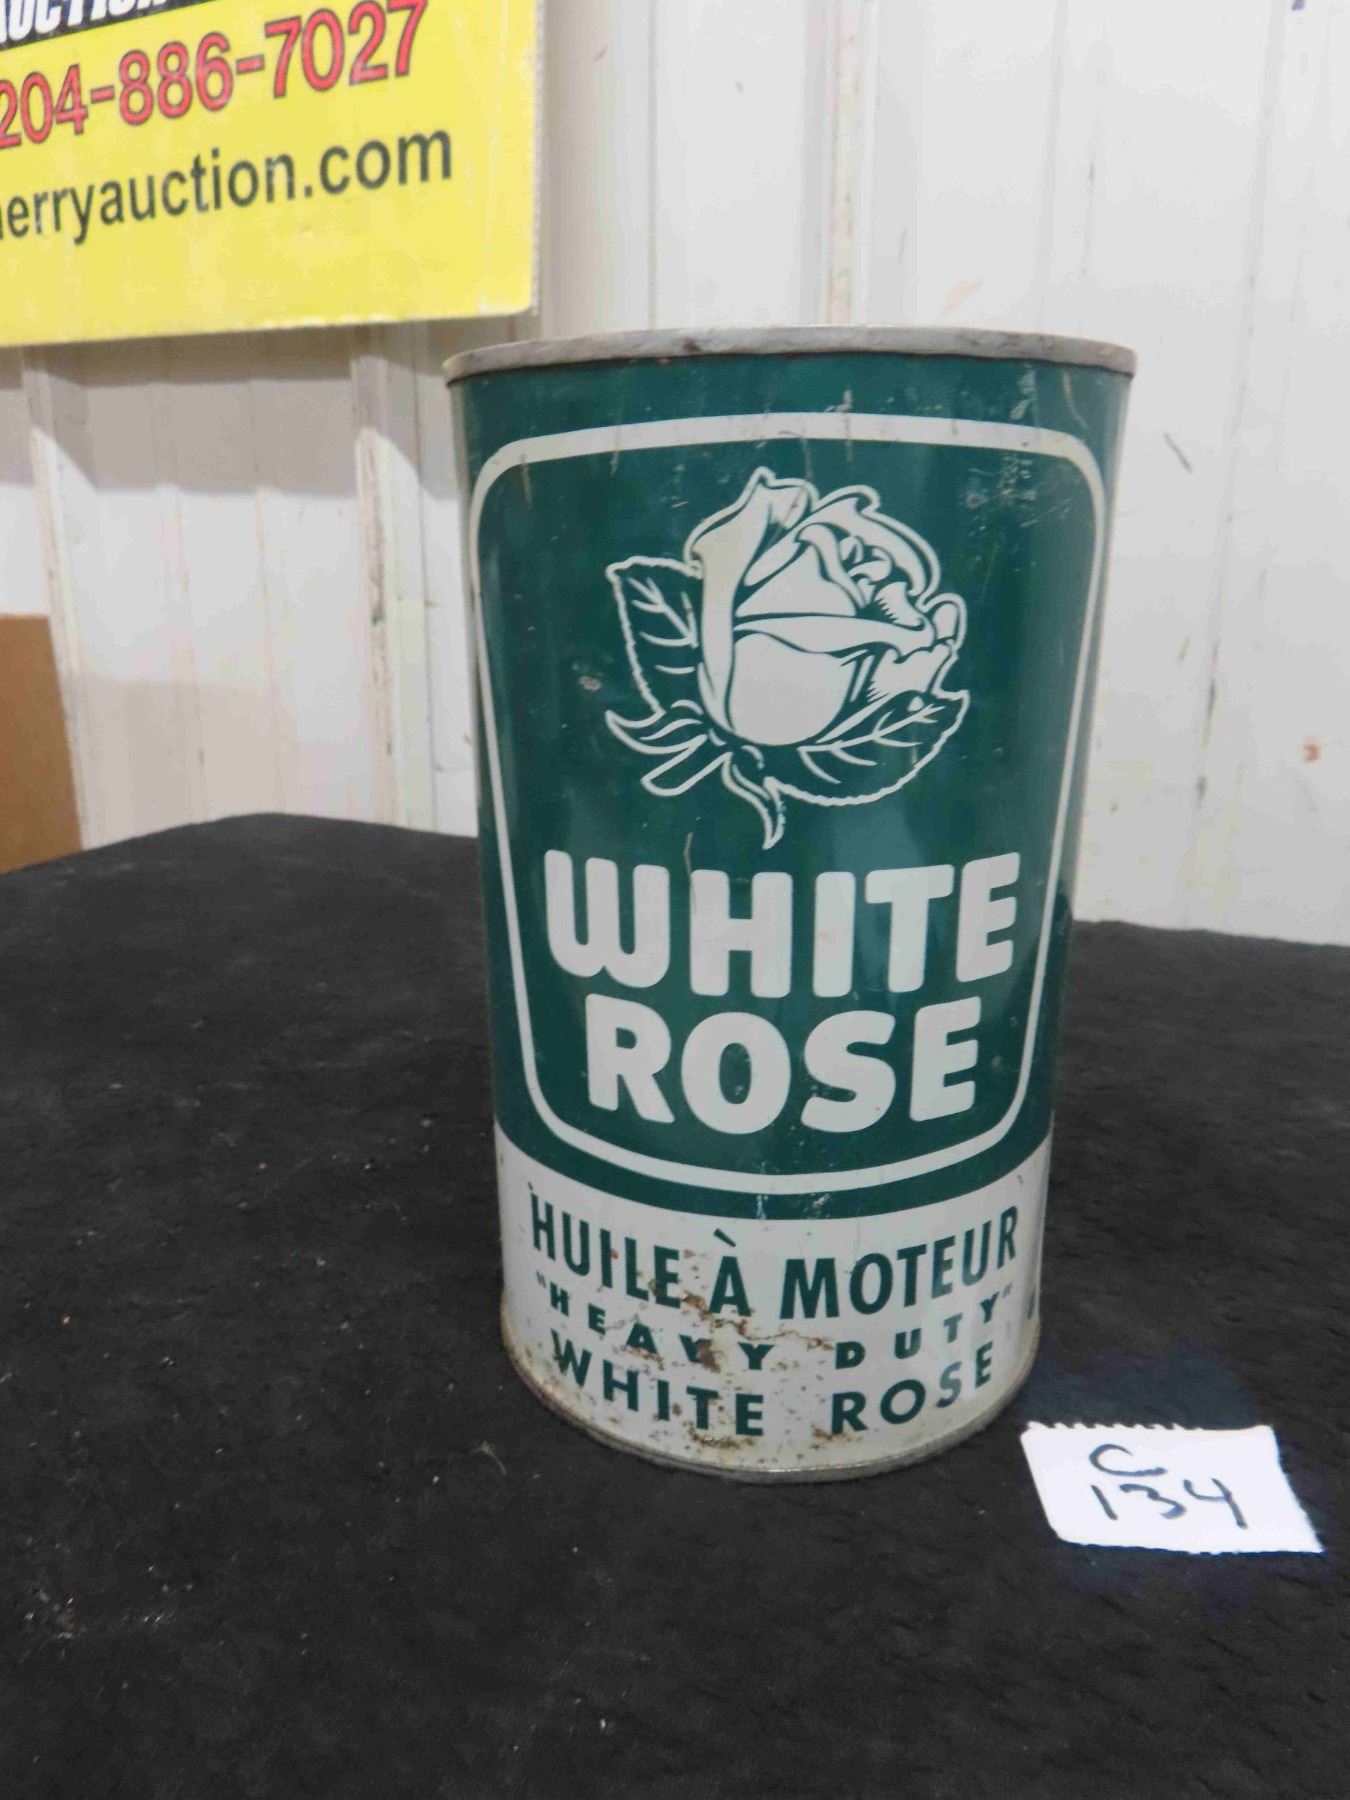 204-886-7027
erryauction.com
WHITE
ROSE
HUILE À MOTEUR
"HEAVY DUTY"
WHITE ROSE
C
134